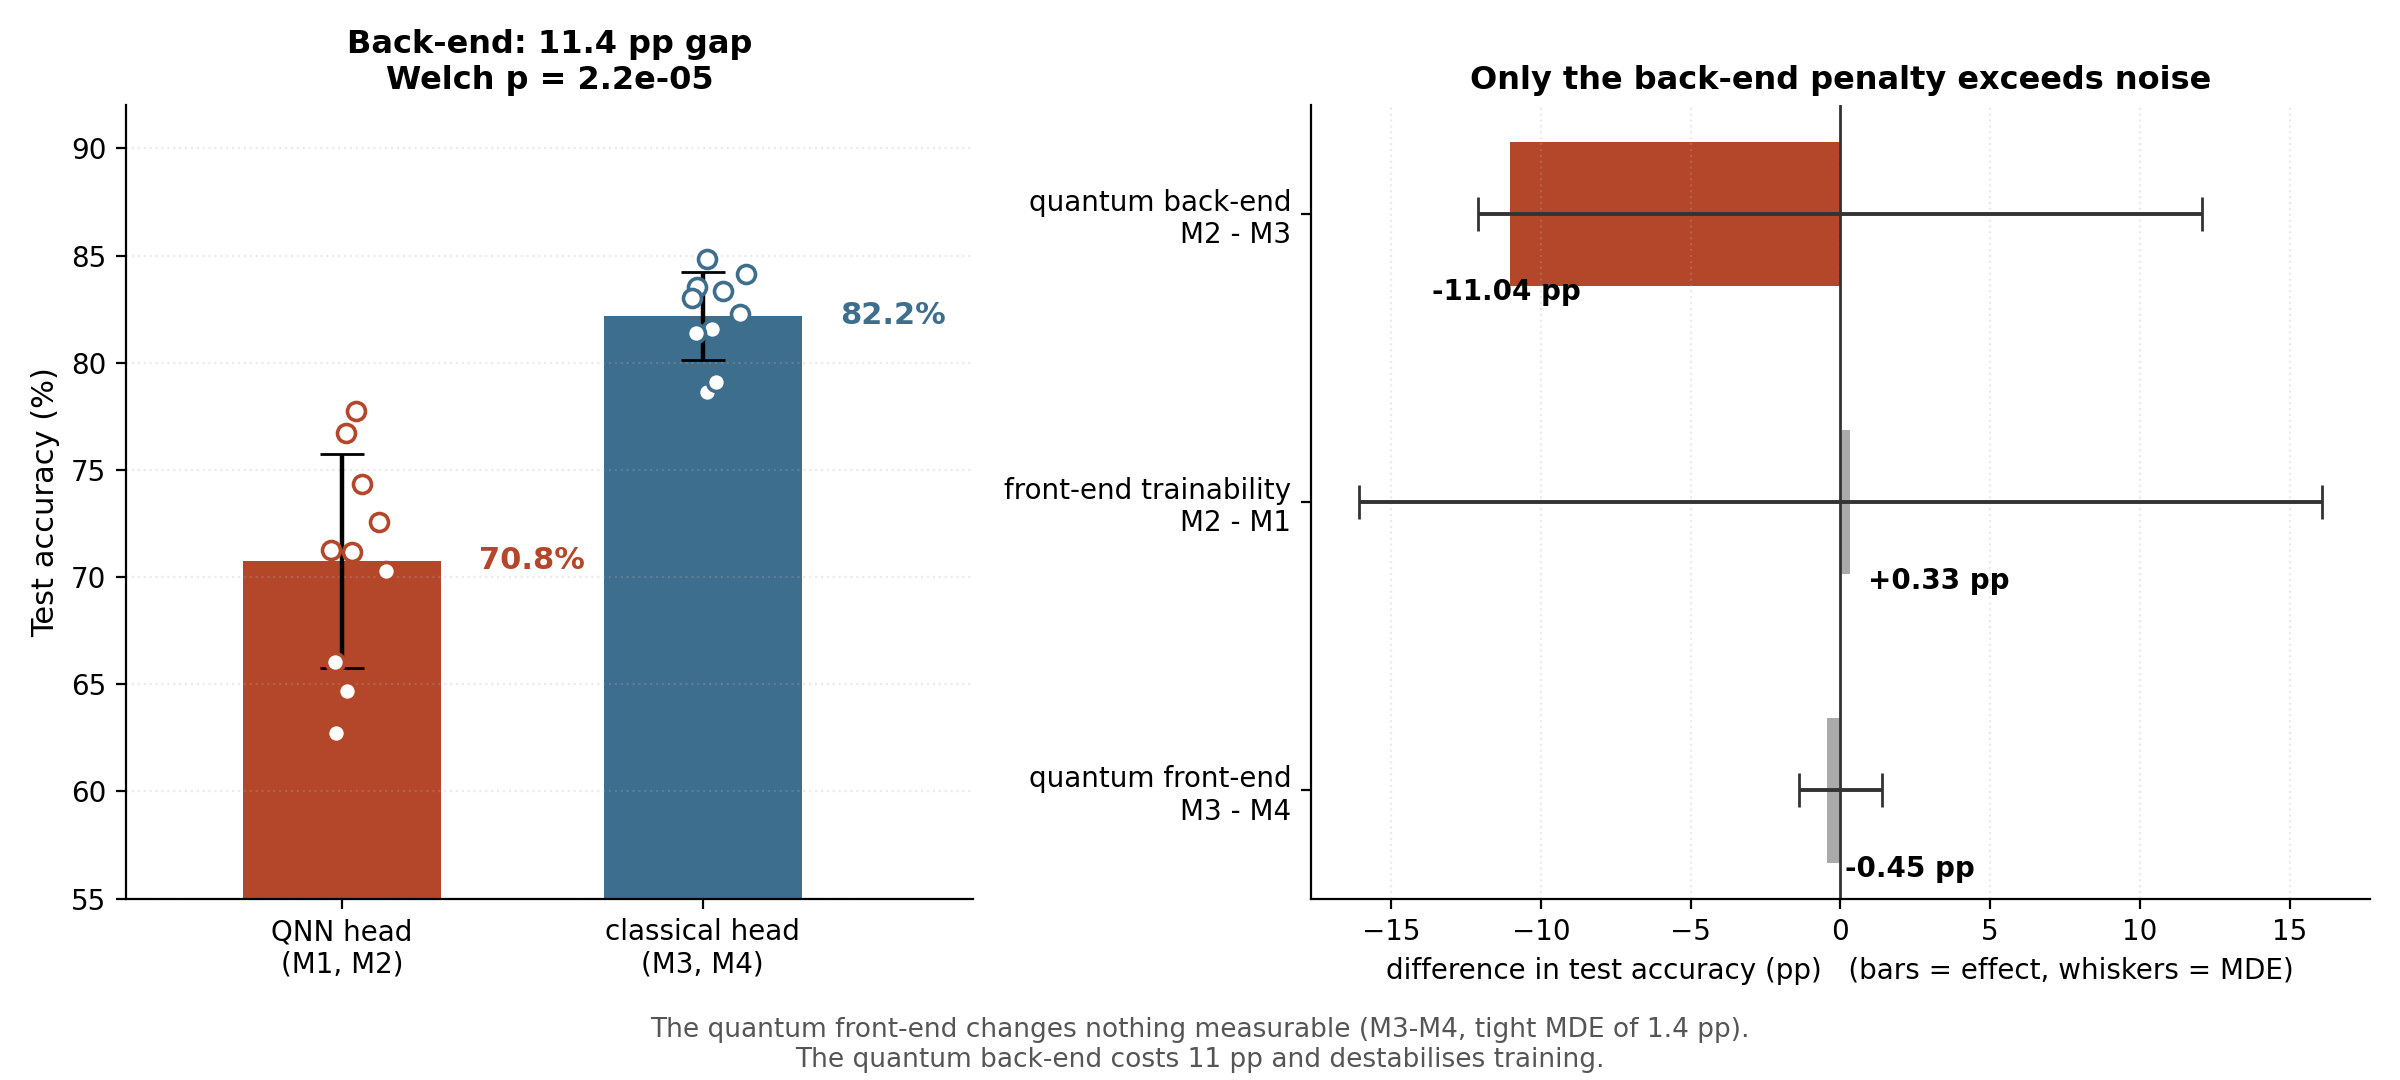 Back-end: 11.4 pp gap
Welch p = 2.2e-05
Test accuracy (%)
90
85
80
75
70
65
60
55
82.2%
70.8%
QNN head
(M1, M2)
classical head
(M3, M4)
Only the back-end penalty exceeds noise
quantum back-end
M2 - M3
-11.04 pp
front-end trainability
M2 - M1
+0.33 pp
quantum front-end
M3 - M4
-0.45 pp
−15
−10
−5
0
5
10
15
difference in test accuracy (pp)   (bars = effect, whiskers = MDE)
The quantum front-end changes nothing measurable (M3-M4, tight MDE of 1.4 pp).
The quantum back-end costs 11 pp and destabilises training.